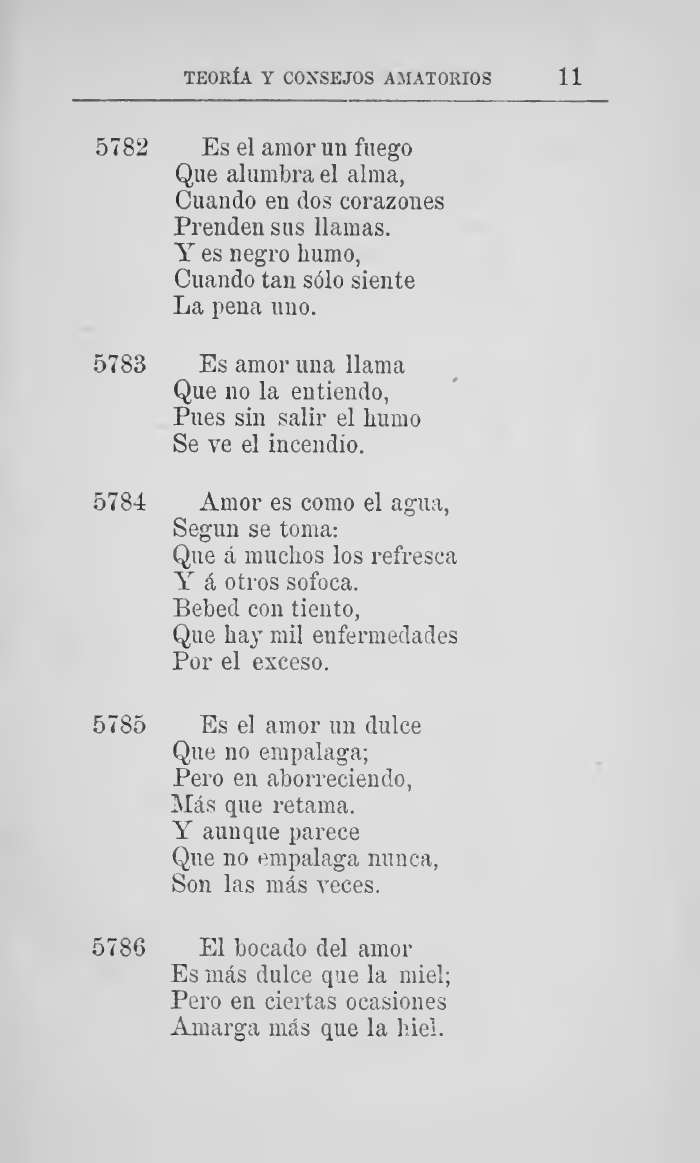 TEORÍA Y CONSEJOS AMATORIOS 11
5782 Es el amor un fuego
Que alumbra el alma,
Cuando en dos corazones
Prenden sus llamas.
Y es negro humo,
Cuando tan sólo siente
La pena uno.
5783 Es amor una llama
Que no la entiendo,
Pues sin salir el humo
Se ve el incendio.
5784 Amor es como el agua,
Segun se toma:
Que á muchos los refresca
Y á otros sofoca.
Bebed con tiento,
Que hay mil enfermedades
Por el exceso.
5785 Es el amor un dulce
Que no empalaga;
Pero en aborreciendo,
Más que retama.
Y aunque parece
Que no empalaga nunca,
Son las más veces.
5786 El bocado del amor
Es más dulce que la miel;
Pero en ciertas ocasiones
Amarga más que la hiel.